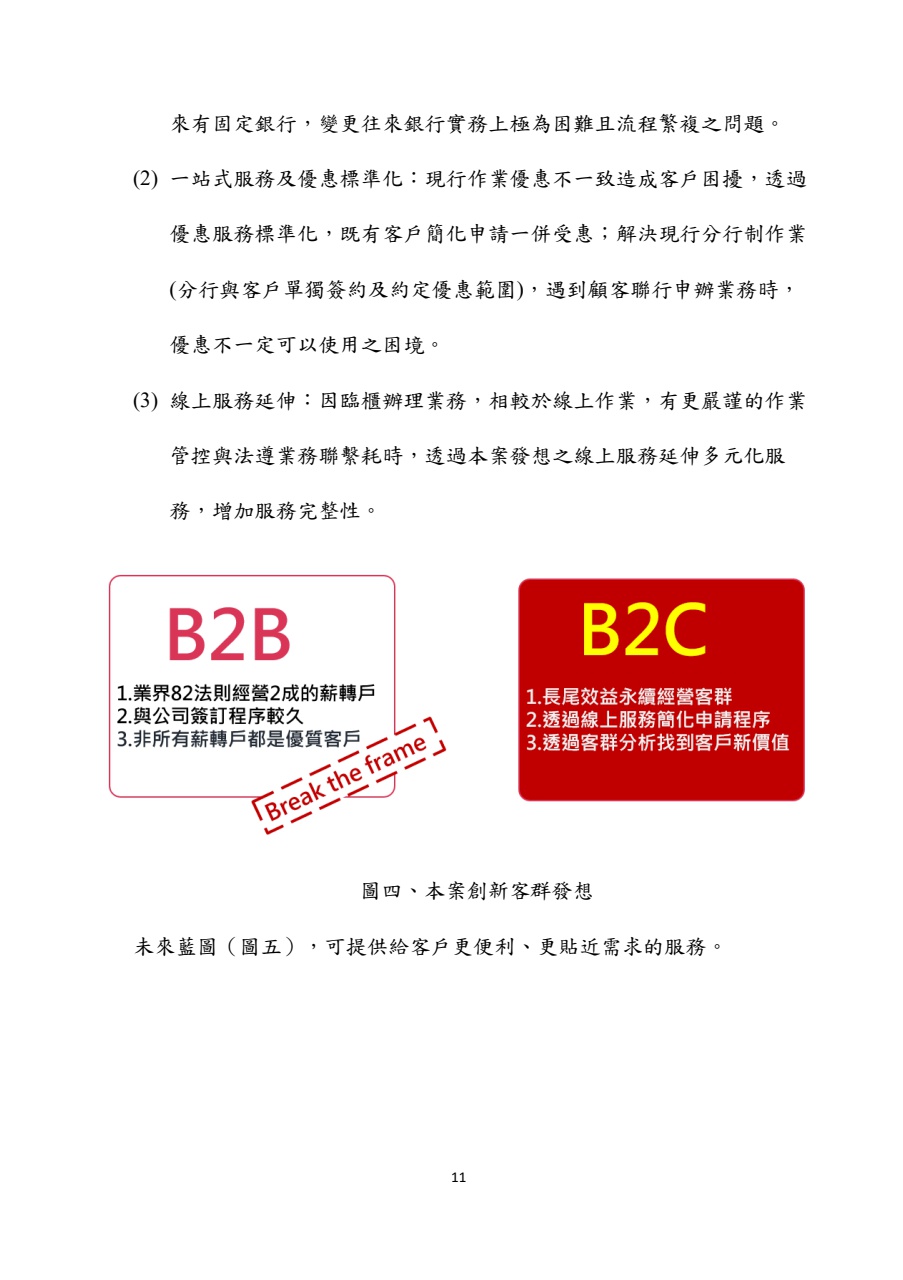 來有固定銀行，變更往來銀行實務上極為困難且流程繁複之問題。
(2) 一站式服務及優惠標準化：現行作業優惠不一致造成客戶困擾，透過
優惠服務標準化，既有客戶簡化申請一併受惠；解決現行分行制作業
(分行與客戶單獨簽約及約定優惠範圍)，遇到顧客聯行申辦業務時，
優惠不一定可以使用之困境。
(3) 線上服務延伸：因臨櫃辦理業務，相較於線上作業，有更嚴謹的作業
管控與法遵業務聯繫耗時，透過本案發想之線上服務延伸多元化服
務，增加服務完整性。
B2B
1.業界82法則經營2成的薪轉戶
2.與公司簽訂程序較久
3.非所有薪轉戶都是優質客戶
Break the frame
B2C
1.長尾效益永續經營客群
2.透過線上服務簡化申請程序
3.透過客群分析找到客戶新價值
圖四、本案創新客群發想
未來藍圖（圖五），可提供給客戶更便利、更貼近需求的服務。
11